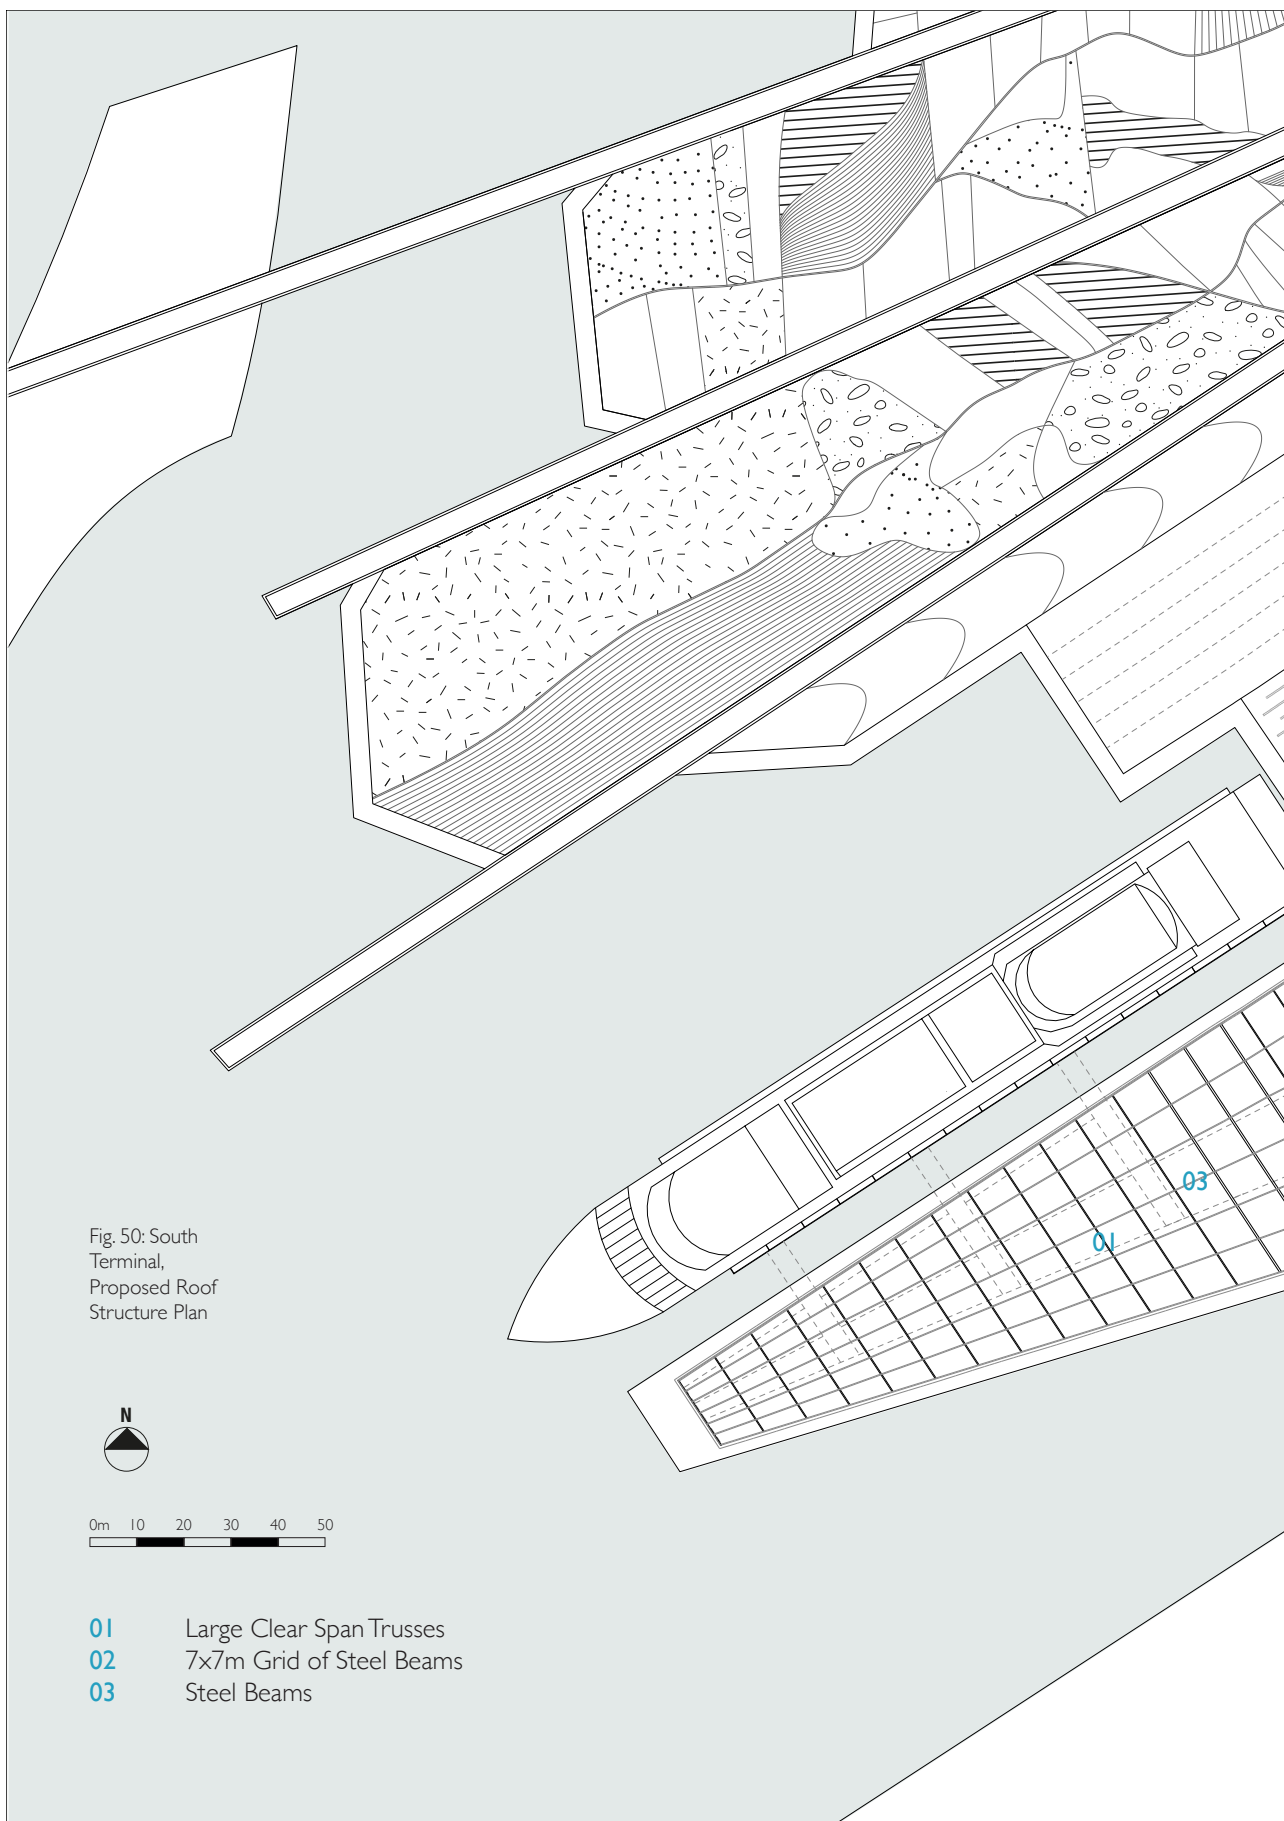 03
01
Fig. 50: South
Terminal,
Proposed Roof
Structure Plan
N
0m 10 20 30 40 50
01 Large Clear Span Trusses
02 7x7m Grid of Steel Beams
03 Steel Beams